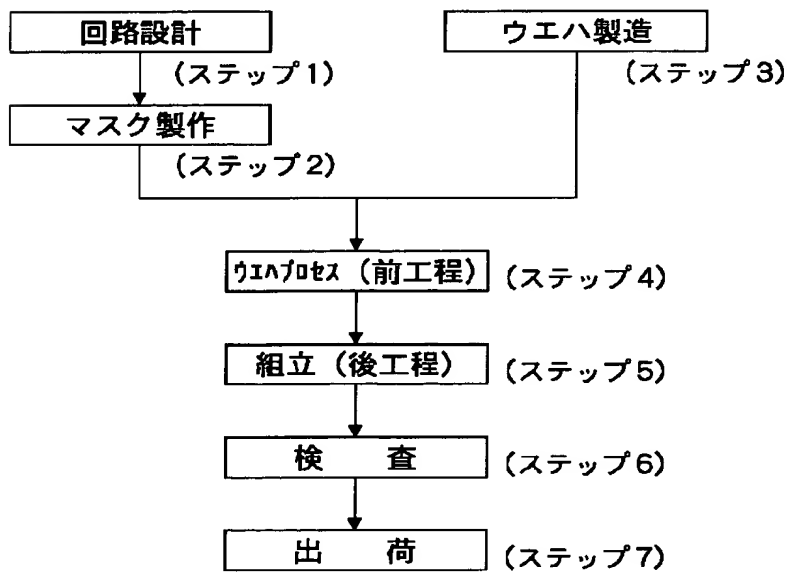 回路設計
ウエハ製造
(ステップ1)
(ステップ3)
マスク製作
(ステップ2)
ｳｴﾊﾌﾟﾛｾｽ (前工程)
(ステップ4)
組立 (後工程)
(ステップ5)
検 査
(ステップ6)
出 荷
(ステップ7)